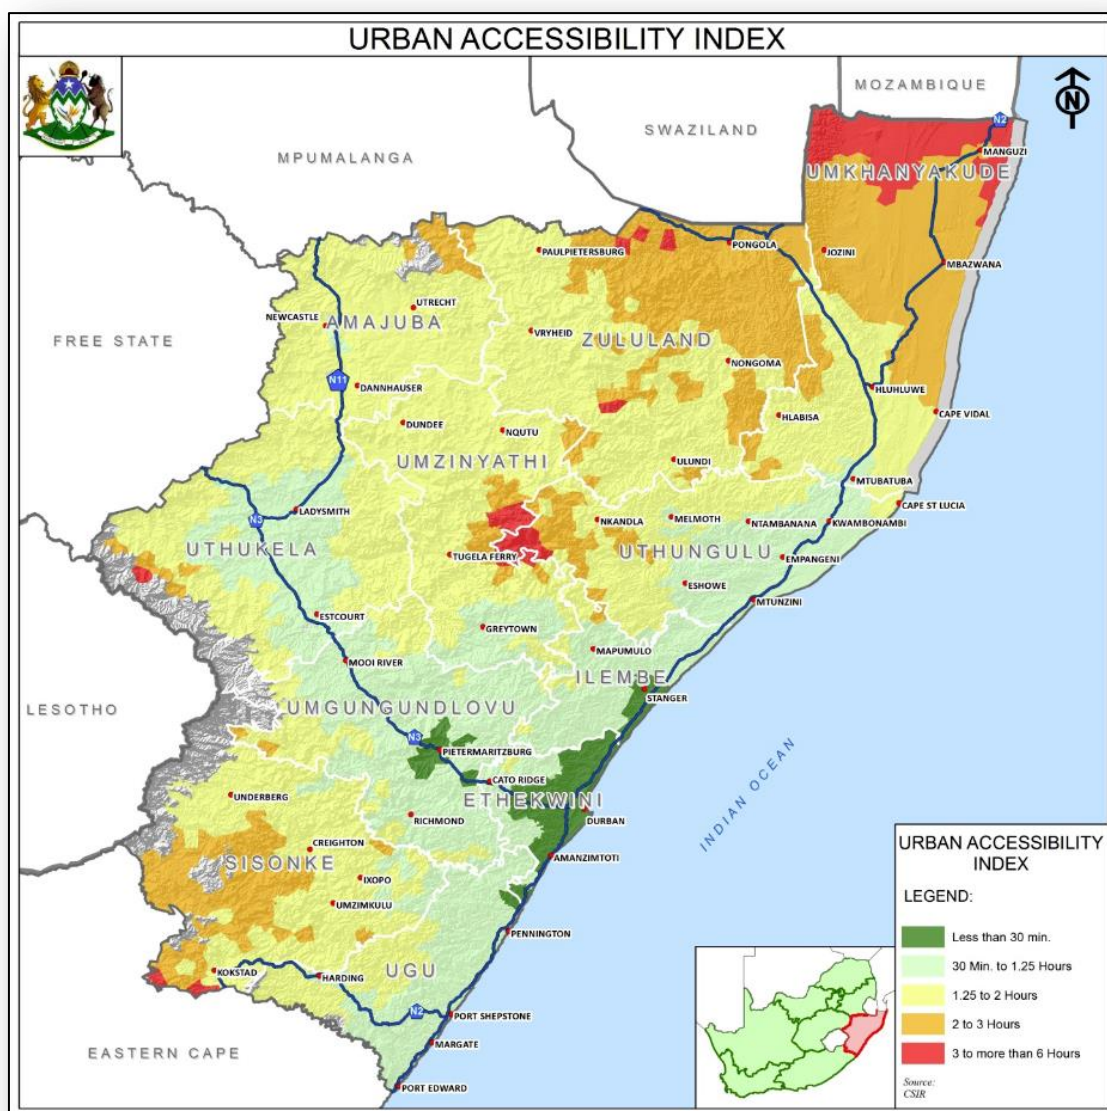 URBAN ACCESSIBILITY INDEX
MOZAMBIQUE
N
SWAZILAND
MPUMALANGA
N2
MANGUZI
UMKHANYAKUDE
PAULPIETERSBURG
PONGOLA
JOZINI
MBAZWANA
UTRECHT
NEWCASTLE
AMAJUBA
VRYHEID
ZULULAND
FREE STATE
NONGOMA
N11
DANNHAUSER
HLUHLUWE
HLABISA
CAPE VIDAL
DUNDEE
NQUTU
UMZINYATHI
ULUNDI
MTUBATUBA
CAPE ST LUCIA
LADYSMITH
N3
NKANDLA
MELMOTH
NTAMBANANA
KWAMBONAMBI
UTHUKELA
TUGELA FERRY
UTHUNGULU
EMPANGENI
ESHOWE
MTUNZINI
ESTCOURT
GREYTOWN
MAPUMULO
MOOI RIVER
ILEMBE
STANGER
LESOTHO
UMGUNGUNDLOVU
N3
PIETERMARITZBURG
CATO RIDGE
UNDERBERG
ETHEKWINI
INDIAN OCEAN
RICHMOND
DURBAN
CREIGHTON
AMANZIMTOTI
SISONKE
IXOPO
UMZIMKULU
PENNINGTON
KOKSTAD
HARDING
UGU
N2
PORT SHEPSTONE
MARGATE
EASTERN CAPE
PORT EDWARD
URBAN ACCESSIBILITY
INDEX
LEGEND:
Less than 30 min.
30 Min. to 1.25 Hours
1.25 to 2 Hours
2 to 3 Hours
3 to more than 6 Hours
Source:
CSIR